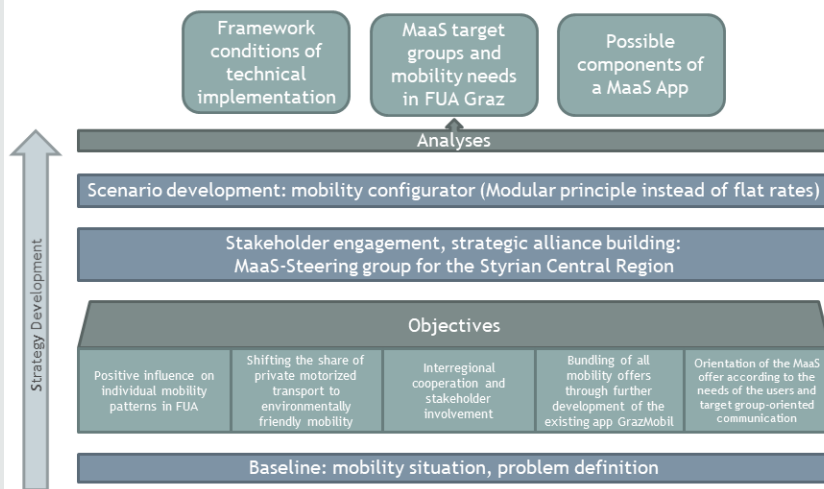 Framework
conditions of
technical
implementation
MaaS target
groups and
mobility needs
in FUA Graz
Possible
components of
a MaaS App
Analyses
Scenario development: mobility configurator (Modular principle instead of flat rates)
Stakeholder engagement, strategic alliance building:
MaaS-Steering group for the Styrian Central Region
Strategy Development
Objectives
Positive influence on
individual mobility
patterns in FUA
Shifting the share of
private motorized
transport to
environmentally
friendly mobility
Interregional
cooperation and
stakeholder
involvement
Bundling of all
mobility offers
through further
development of the
existing app GrazMobil
Orientation of the MaaS
offer according to the
needs of the users and
target group-oriented
communication
Baseline: mobility situation, problem definition